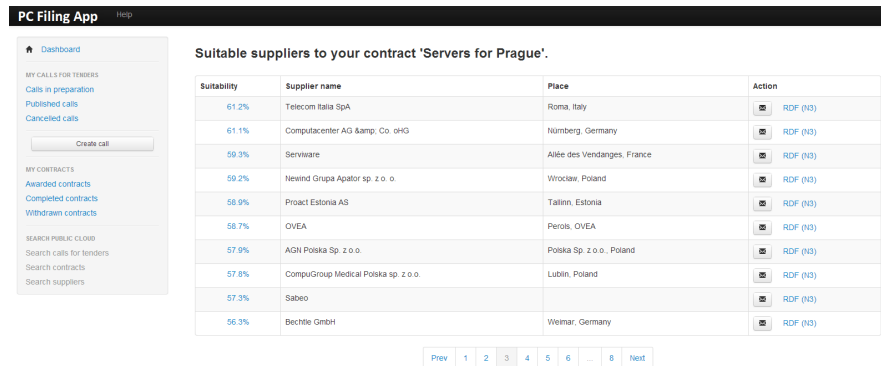 PC Filing App Help
Dashboard
MY CALLS FOR TENDERS
Calls in preparation
Published calls
Cancelled calls
Create call
MY CONTRACTS
Awarded contracts
Completed contracts
Withdrawn contracts
SEARCH PUBLIC CLOUD
Search calls for tenders
Search contracts
Search suppliers
Suitable suppliers to your contract 'Servers for Prague'.
Suitability Supplier name Place Action
61.2% Telecom Italia SpA Roma, Italy RDF (N3)
61.1% Computacenter AG &amp; Co. oHG Nürnberg, Germany RDF (N3)
59.3% Serviware Allée des Vendanges, France RDF (N3)
59.2% Newind Grupa Apator sp. z o. o. Wrocław, Poland RDF (N3)
58.9% Proact Estonia AS Tallinn, Estonia RDF (N3)
58.7% OVEA Perols, OVEA RDF (N3)
57.9% AGN Polska Sp. z o.o. Polska Sp. z o.o., Poland RDF (N3)
57.8% CompuGroup Medical Polska sp. z o.o. Lublin, Poland RDF (N3)
57.3% Sabeo RDF (N3)
56.3% Bechtle GmbH Weimar, Germany RDF (N3)
Prev 1 2 3 4 5 6 ... 8 Next